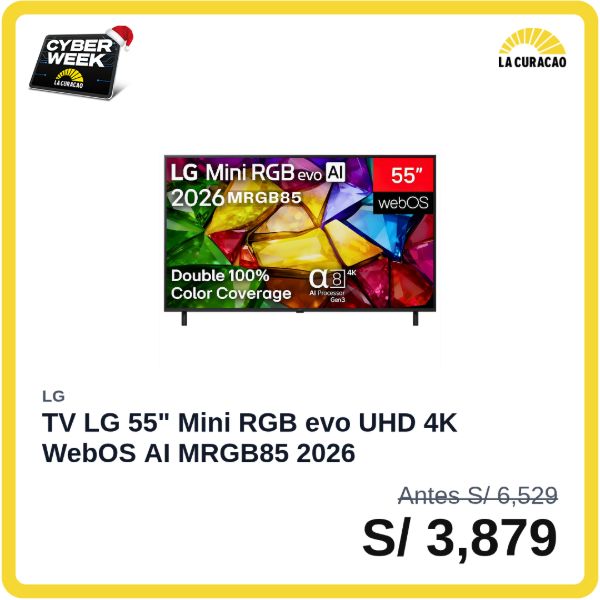 CYBER
WEEK
LA CURACAO
LA CURACAO
LG Mini RGB evo AI
2026 MRGB85
55”
webOS
Double 100%
Color Coverage
α 8 4K
AI Processor
Gen3
LG
TV LG 55" Mini RGB evo UHD 4K
WebOS AI MRGB85 2026
Antes S/ 6,529
S/ 3,879